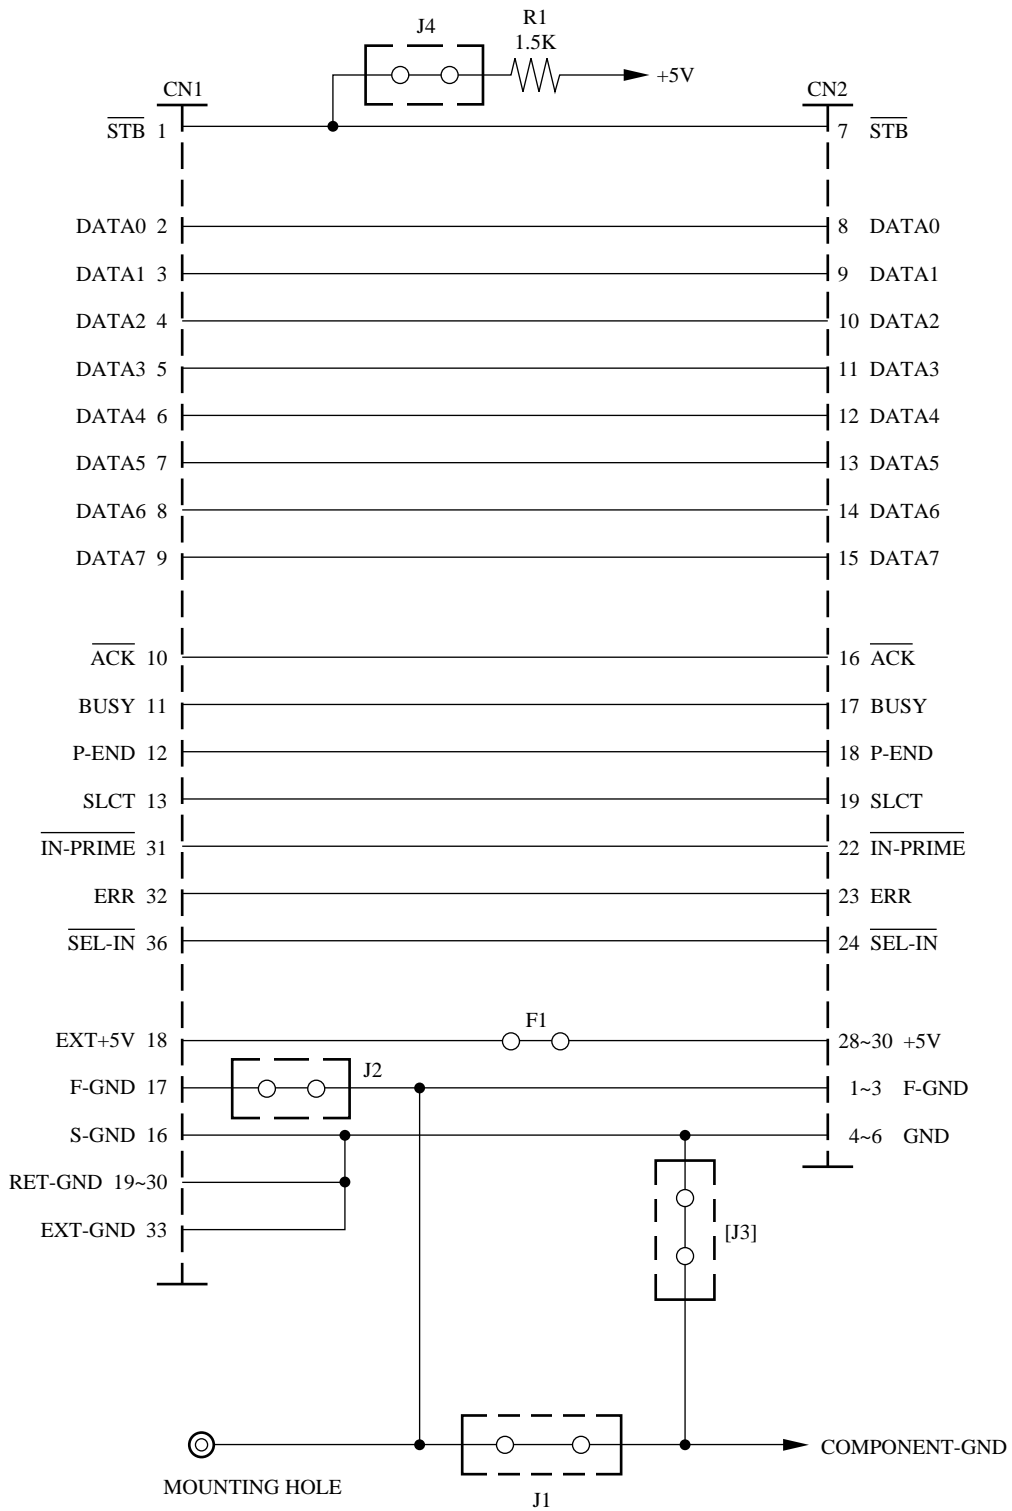 J4
R1
1.5K
+5V
CN1
CN2
STB 1
7 STB
DATA0 2
8 DATA0
DATA1 3
9 DATA1
DATA2 4
10 DATA2
DATA3 5
11 DATA3
DATA4 6
12 DATA4
DATA5 7
13 DATA5
DATA6 8
14 DATA6
DATA7 9
15 DATA7
ACK 10
16 ACK
BUSY 11
17 BUSY
P-END 12
18 P-END
SLCT 13
19 SLCT
IN-PRIME 31
22 IN-PRIME
ERR 32
23 ERR
SEL-IN 36
24 SEL-IN
F1
EXT+5V 18
28~30 +5V
J2
F-GND 17
1~3 F-GND
S-GND 16
4~6 GND
RET-GND 19~30
EXT-GND 33
[J3]
COMPONENT-GND
MOUNTING HOLE
J1